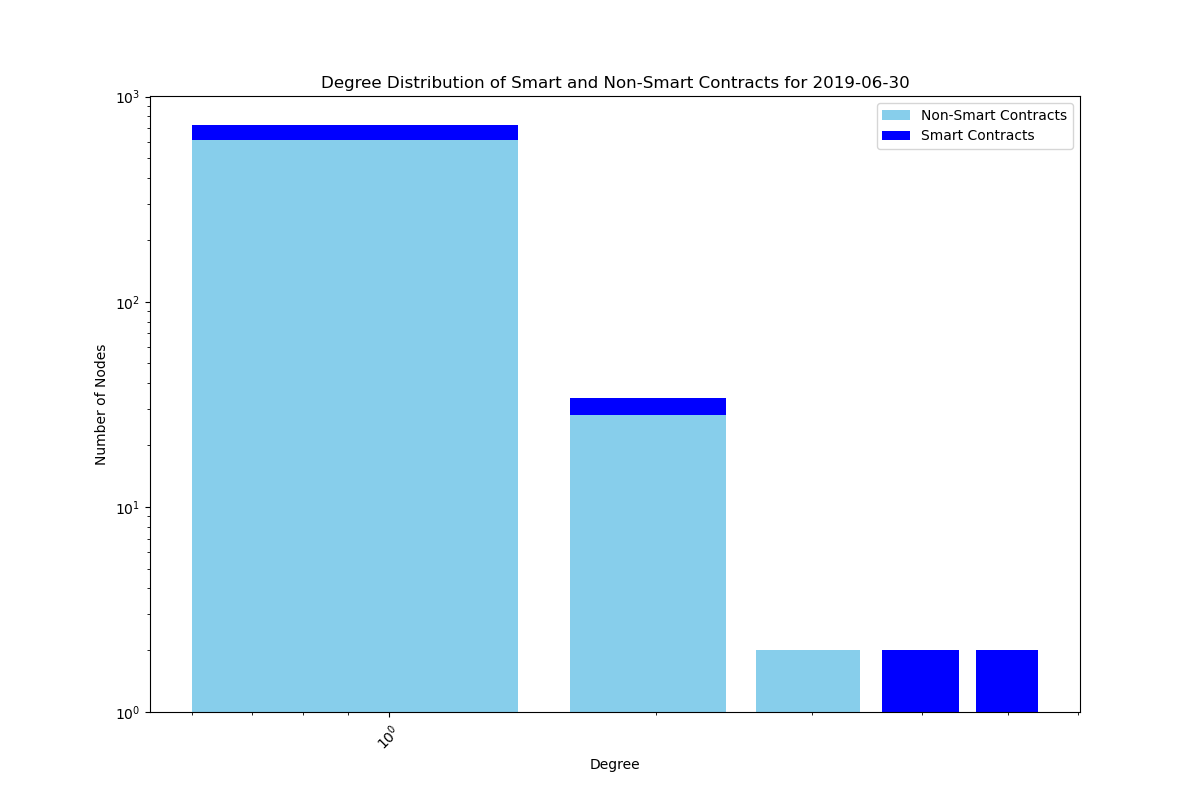 Degree Distribution of Smart and Non-Smart Contracts for 2019-06-30
Non-Smart Contracts
Smart Contracts
Number of Nodes
10³
10²
10¹
10⁰
10⁰
Degree